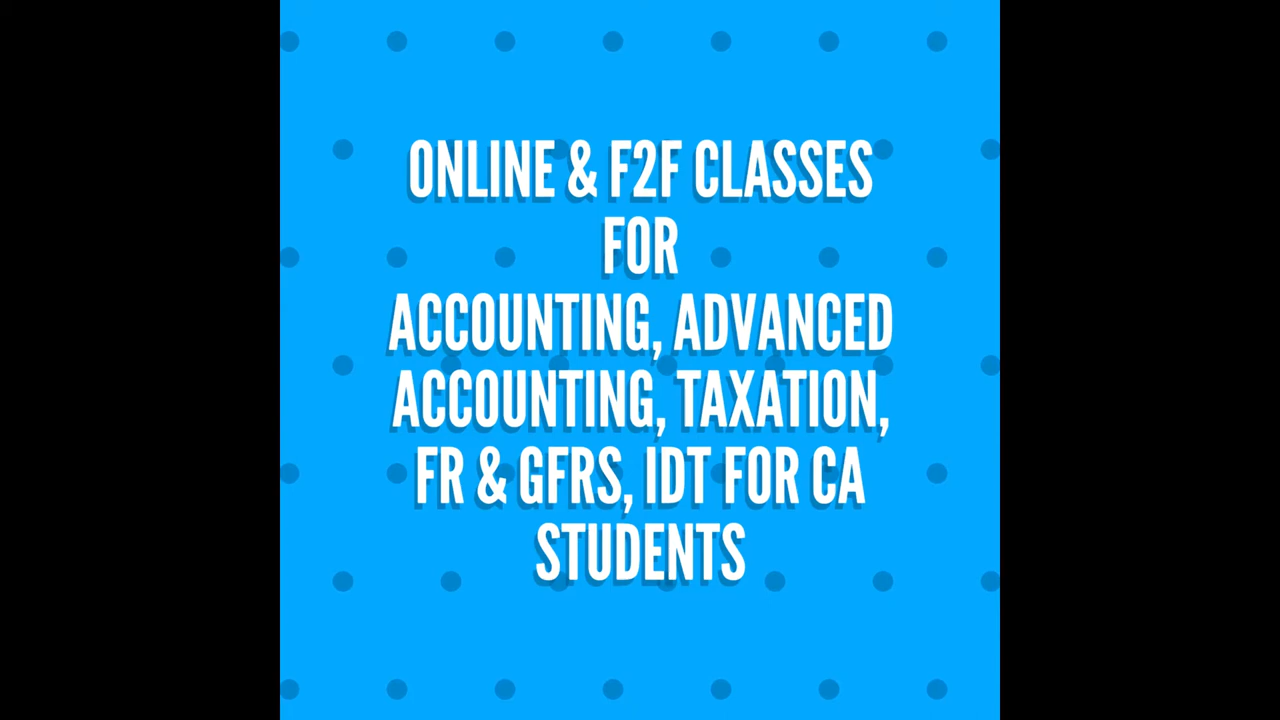 ONLINE & F2F CLASSES
FOR
ACCOUNTING, ADVANCED
ACCOUNTING, TAXATION,
FR & GFRS, IDT FOR CA
STUDENTS